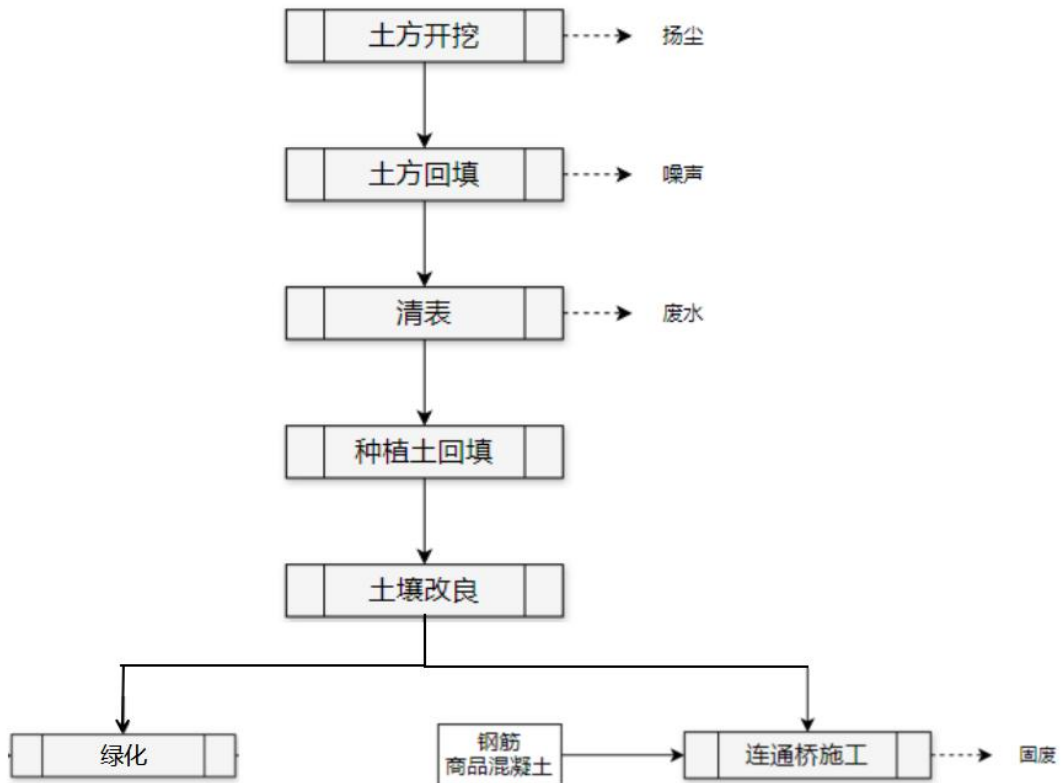 土方开挖
扬尘
土方回填
噪声
清表
废水
种植土回填
土壤改良
绿化
钢筋
商品混凝土
连通桥施工
固废